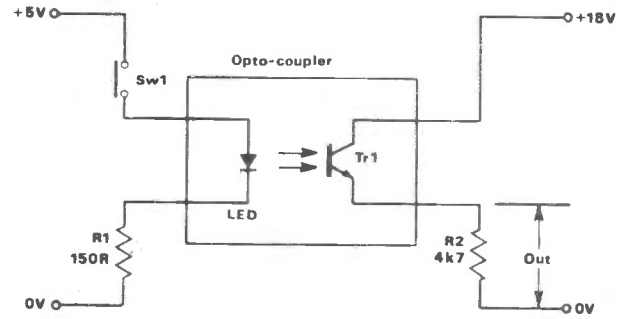 +5V
+18V
Opto-coupler
Sw1
Tr1
LED
R1
150R
R2
4k7
Out
0V
0V